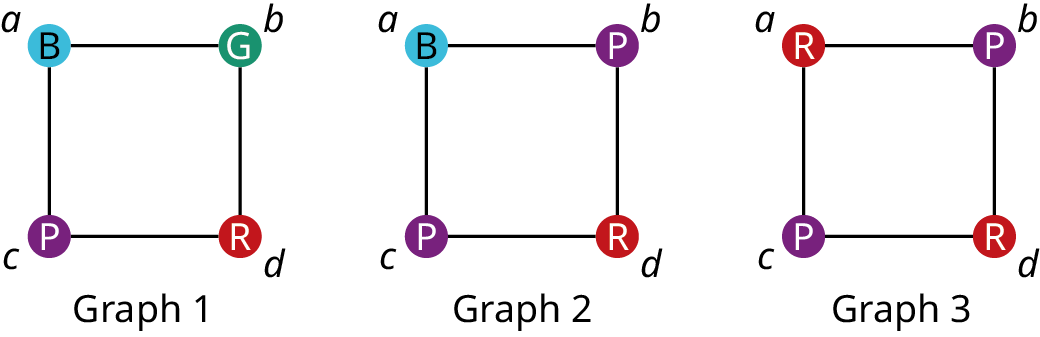 a b a b a b
B G B P R P
P R P R P R
c d c d c d
Graph 1 Graph 2 Graph 3